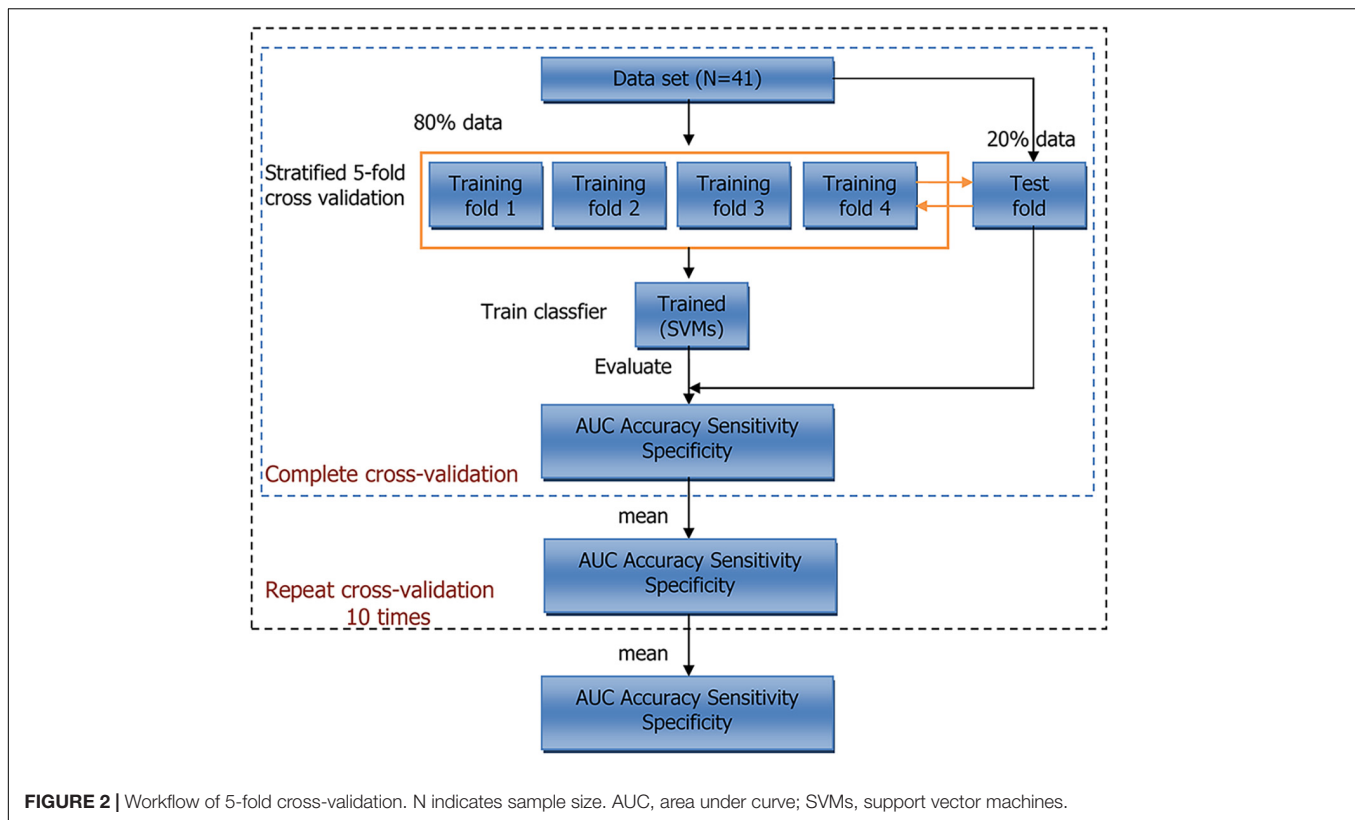 Data set (N=41)
80% data
20% data
Stratified 5-fold
cross validation
Training
fold 1
Training
fold 2
Training
fold 3
Training
fold 4
Test
fold
Train classfier
Trained
(SVMs)
Evaluate
AUC Accuracy Sensitivity
Specificity
Complete cross-validation
mean
AUC Accuracy Sensitivity
Specificity
Repeat cross-validation
10 times
mean
AUC Accuracy Sensitivity
Specificity
FIGURE 2 | Workflow of 5-fold cross-validation. N indicates sample size. AUC, area under curve; SVMs, support vector machines.